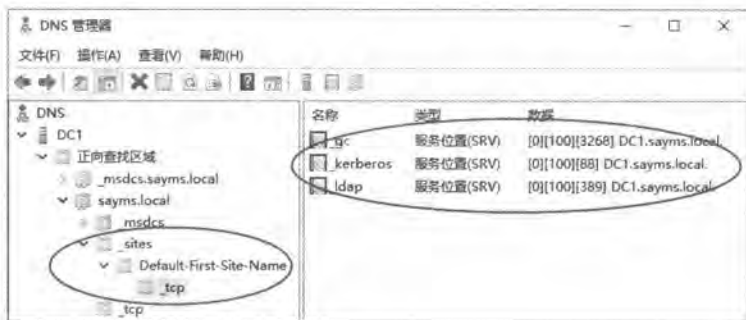 DNS 管理器
文件(F) 操作(A) 查看(V) 帮助(H)
DNS
DC1
正向查找区域
_msdcs.sayms.local
sayms.local
_msdcs
_sites
Default-First-Site-Name
_tcp
_tcp
名称 类型 数据
_gc 服务位置(SRV) [0][100][3268] DC1.sayms.local.
_kerberos 服务位置(SRV) [0][100][88] DC1.sayms.local.
_ldap 服务位置(SRV) [0][100][389] DC1.sayms.local.